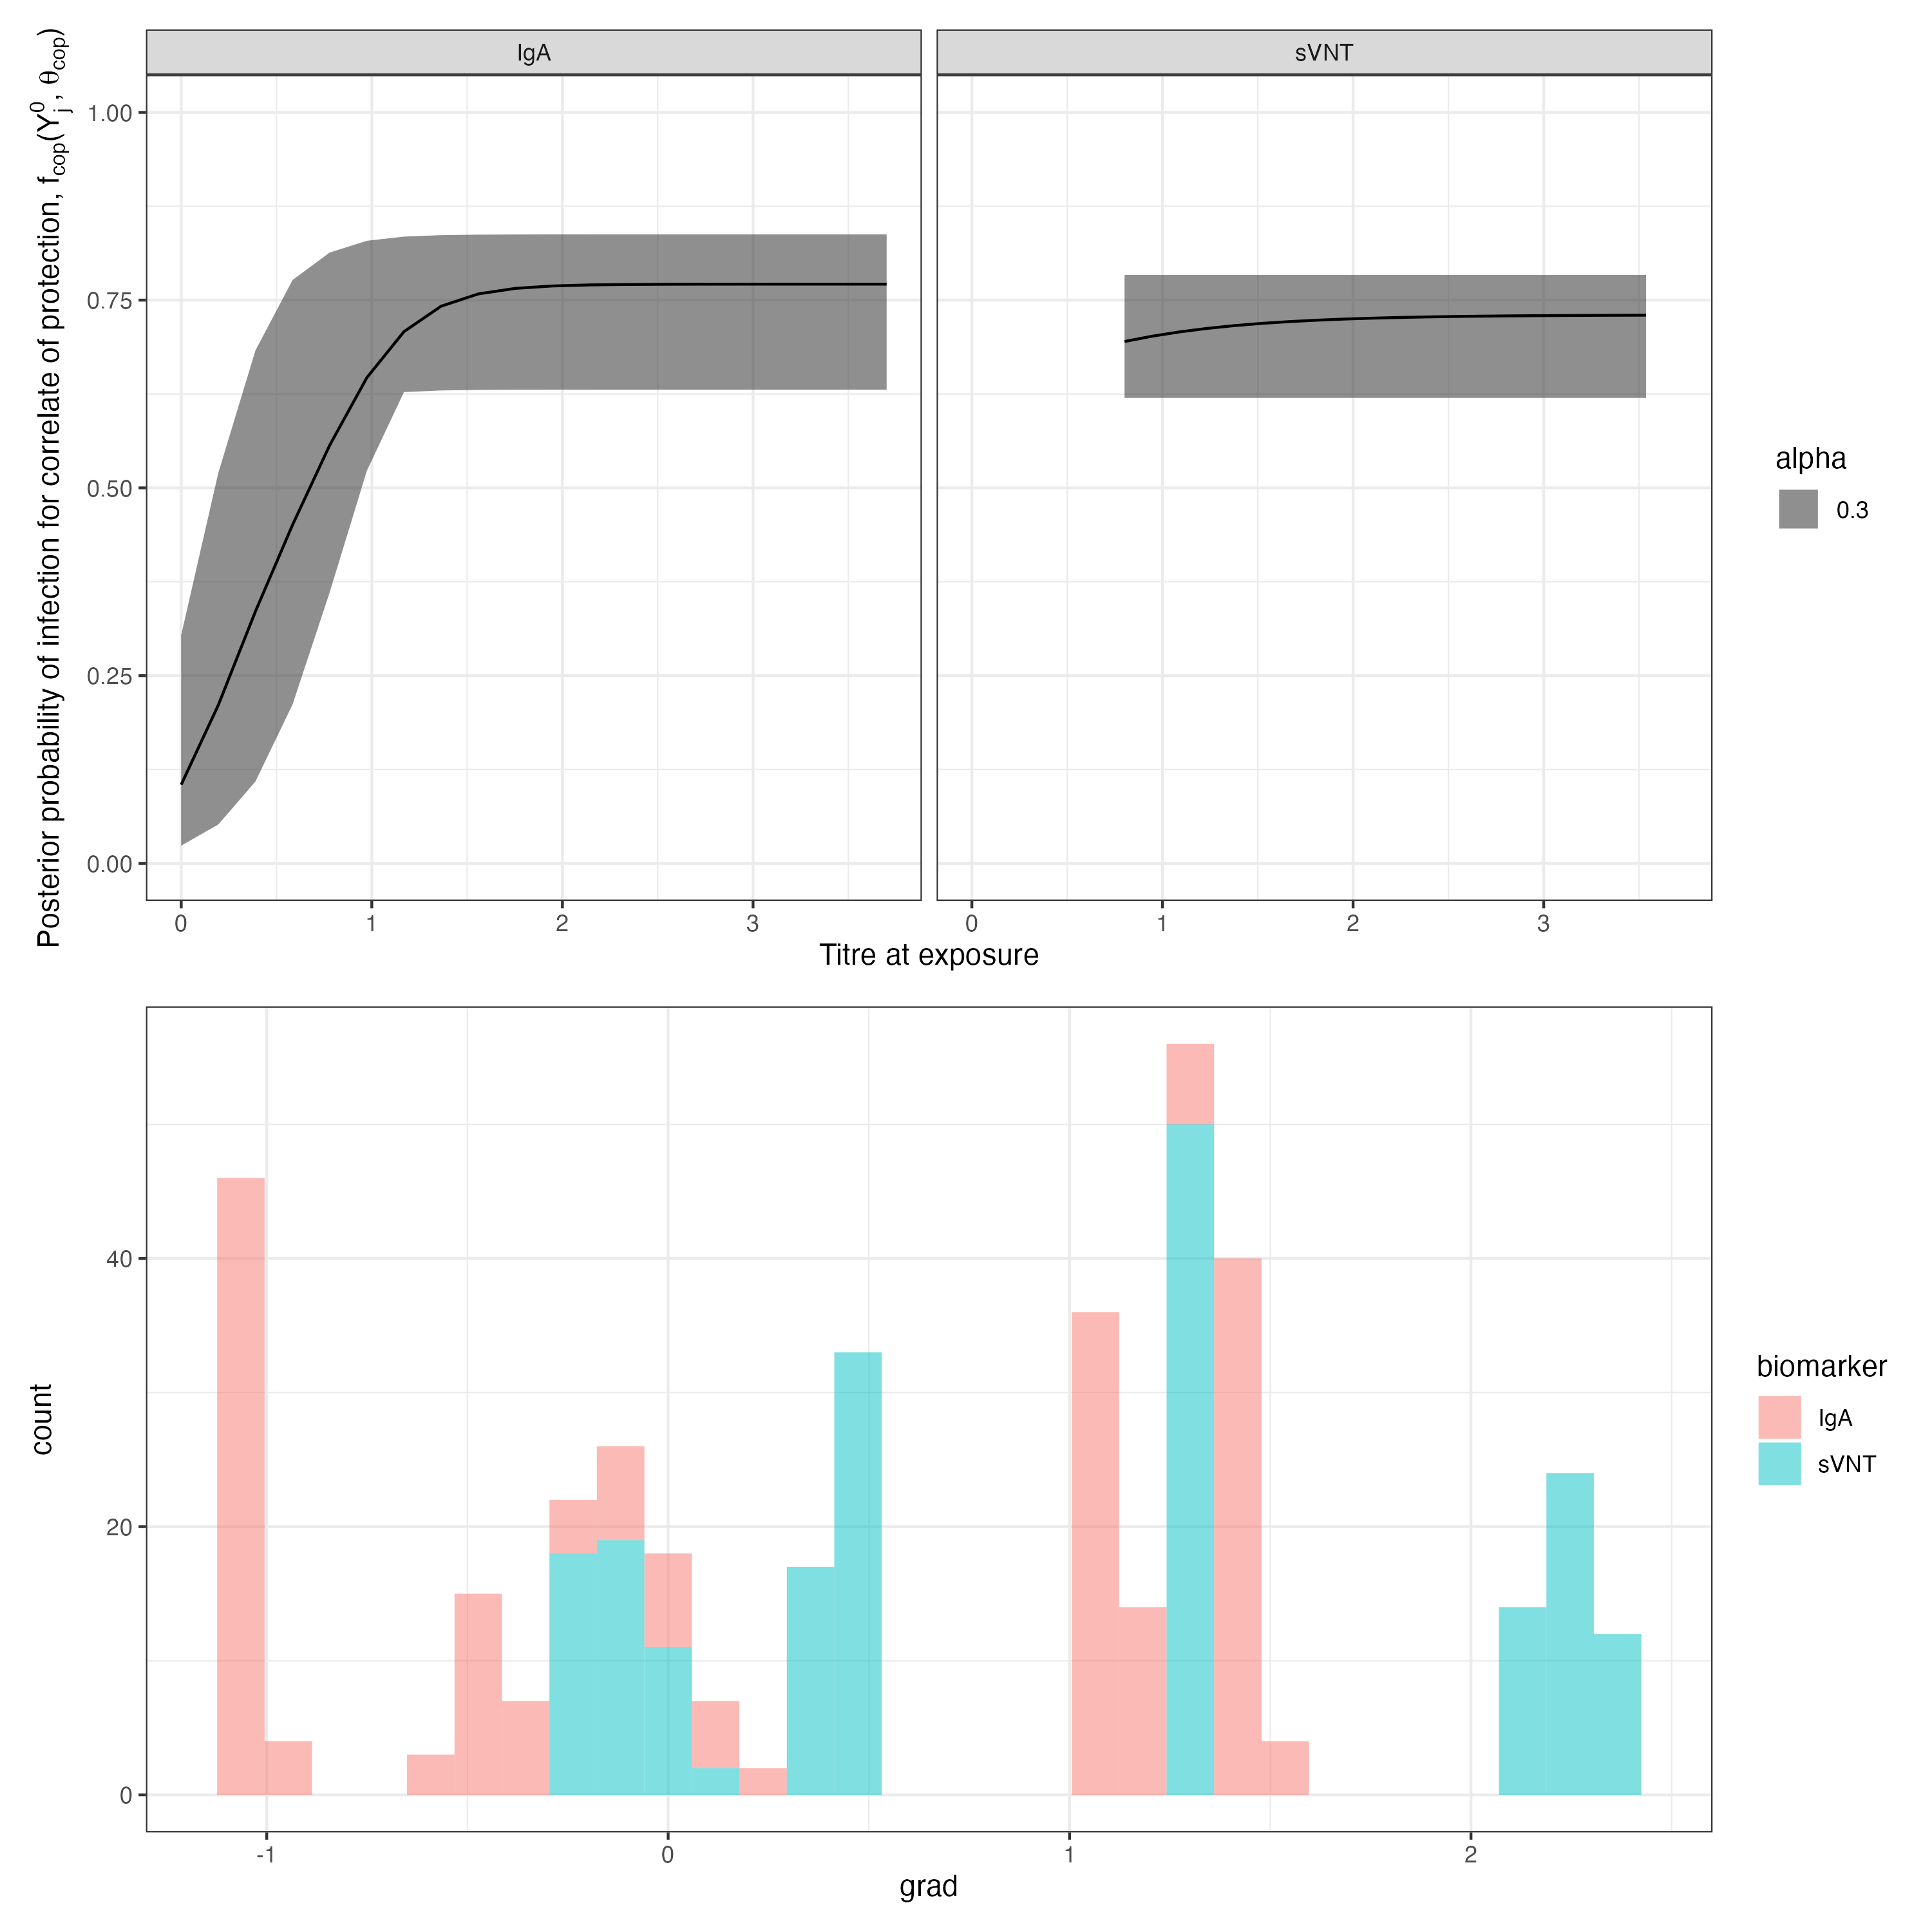 IgA
sVNT
Posterior probability of infection for correlate of protection, f_cop(Y_j^0, θ_cop)
1.00
0.75
0.50
0.25
0.00
0 1 2 3
0 1 2 3
Titre at exposure
alpha
0.3
count
40
20
0
-1 0 1 2
grad
biomarker
IgA
sVNT